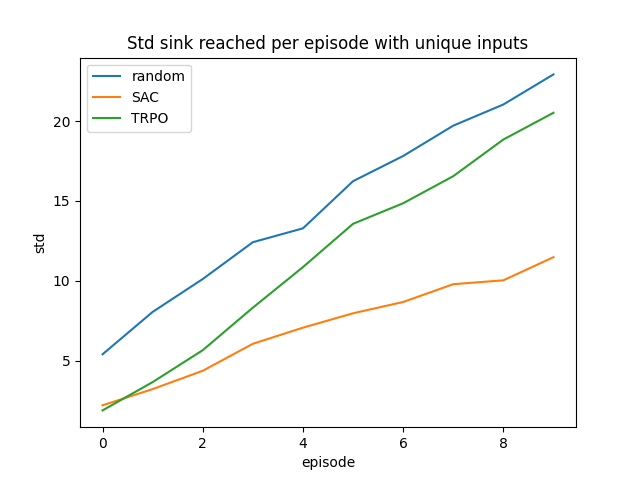 Std sink reached per episode with unique inputs
random
SAC
TRPO
20
15
10
5
std
0 2 4 6 8
episode